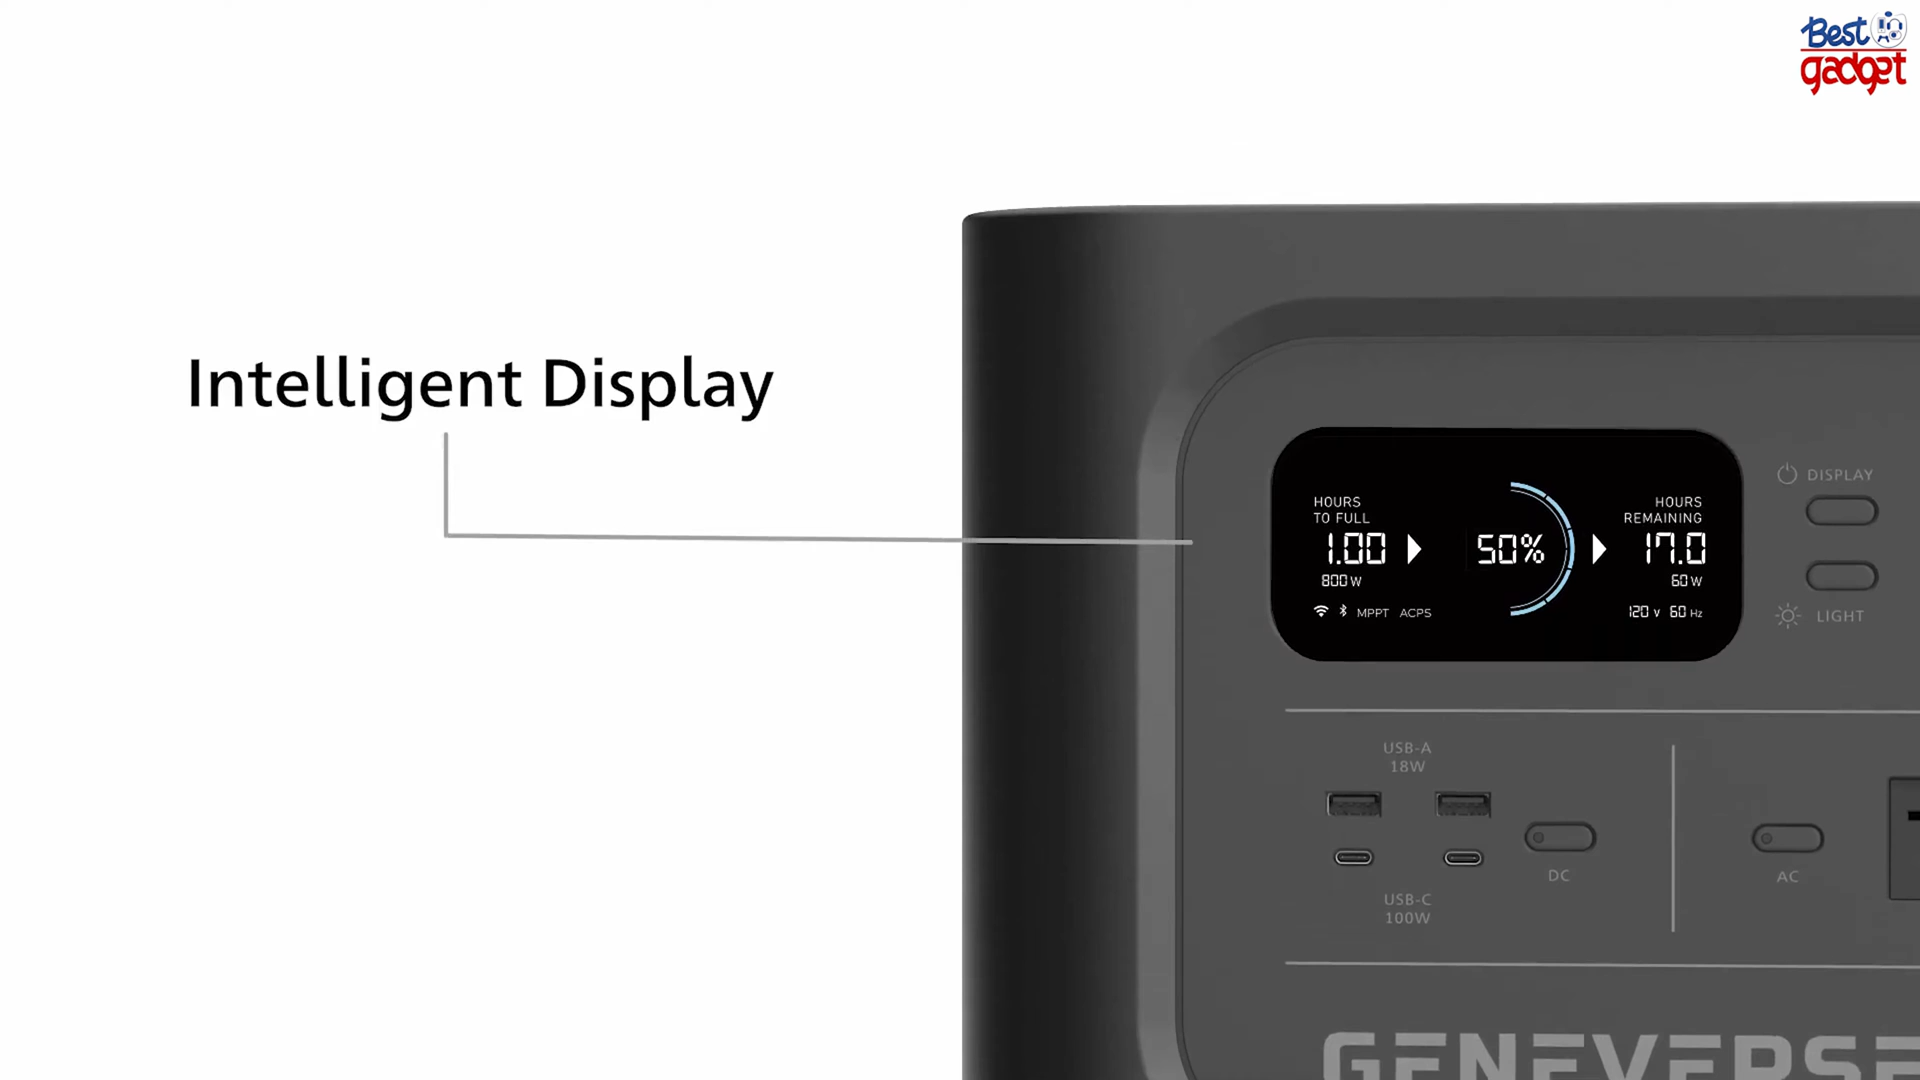 Best
gadget
Intelligent Display
DISPLAY
HOURS
TO FULL
1.00
800 W
50%
HOURS
REMAINING
17.0
60 W
MPPT ACPS
120 V 60 Hz
LIGHT
USB-A
18W
DC
AC
USB-C
100W
GENEVERSE